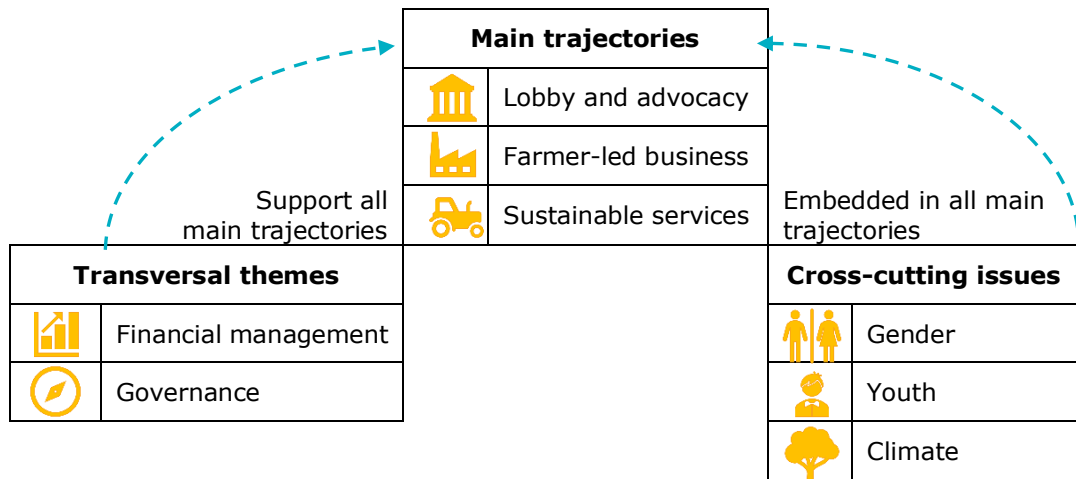 Main trajectories
Lobby and advocacy
Farmer-led business
Sustainable services
Support all
main trajectories
Transversal themes
Financial management
Governance
Embedded in all main
trajectories
Cross-cutting issues
Gender
Youth
Climate